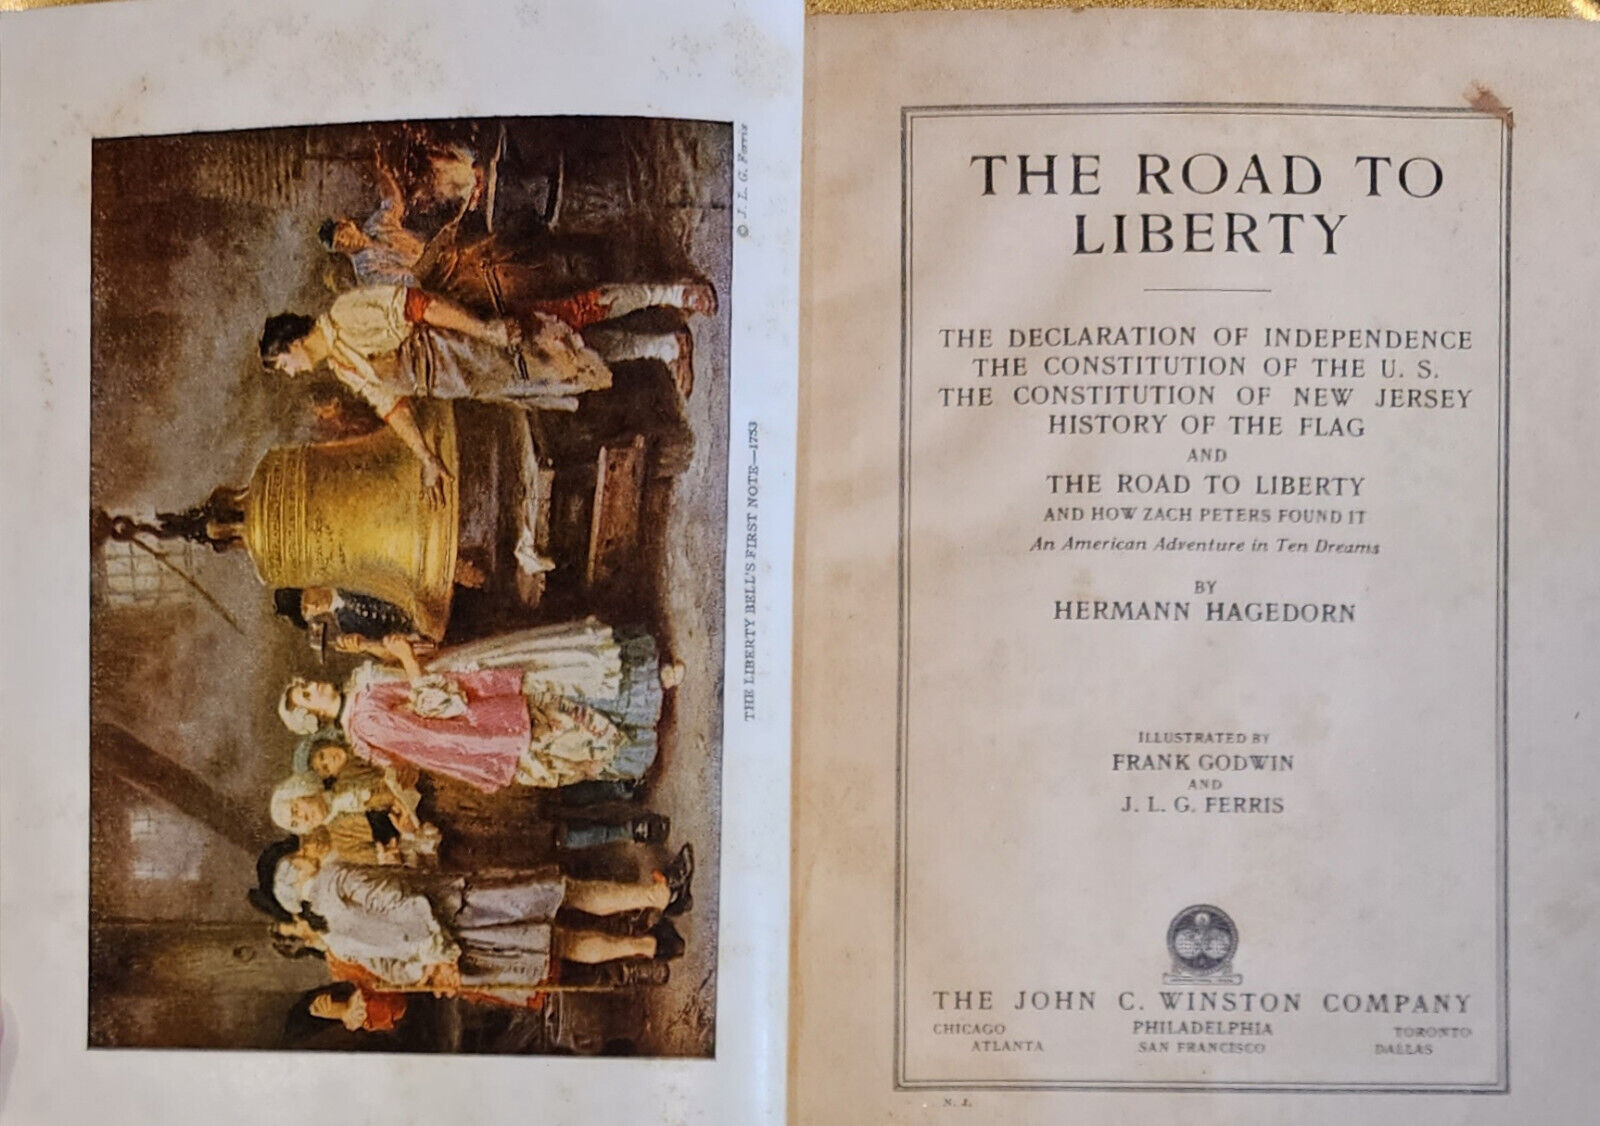 © J. L. G. Ferris
THE LIBERTY BELL'S FIRST NOTE—1753
THE ROAD TO
LIBERTY
THE DECLARATION OF INDEPENDENCE
THE CONSTITUTION OF THE U. S.
THE CONSTITUTION OF NEW JERSEY
HISTORY OF THE FLAG
AND
THE ROAD TO LIBERTY
AND HOW ZACH PETERS FOUND IT
An American Adventure in Ten Dreams
BY
HERMANN HAGEDORN
ILLUSTRATED BY
FRANK GODWIN
AND
J. L. G. FERRIS
THE JOHN C. WINSTON COMPANY
CHICAGO PHILADELPHIA TORONTO
ATLANTA SAN FRANCISCO DALLAS
N. J.